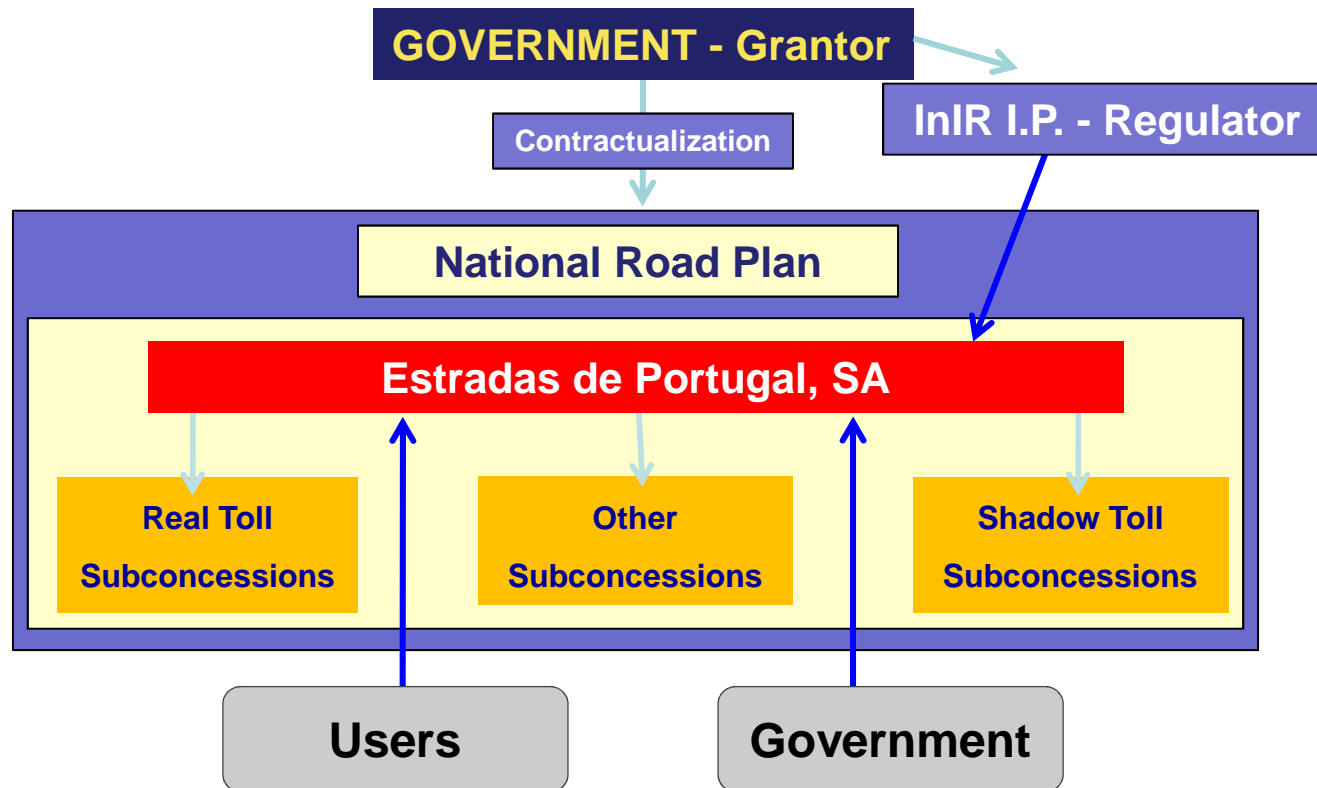 GOVERNMENT - Grantor
InIR I.P. - Regulator
Contractualization
National Road Plan
Estradas de Portugal, SA
Real Toll
Subconcessions
Other
Subconcessions
Shadow Toll
Subconcessions
Users
Government